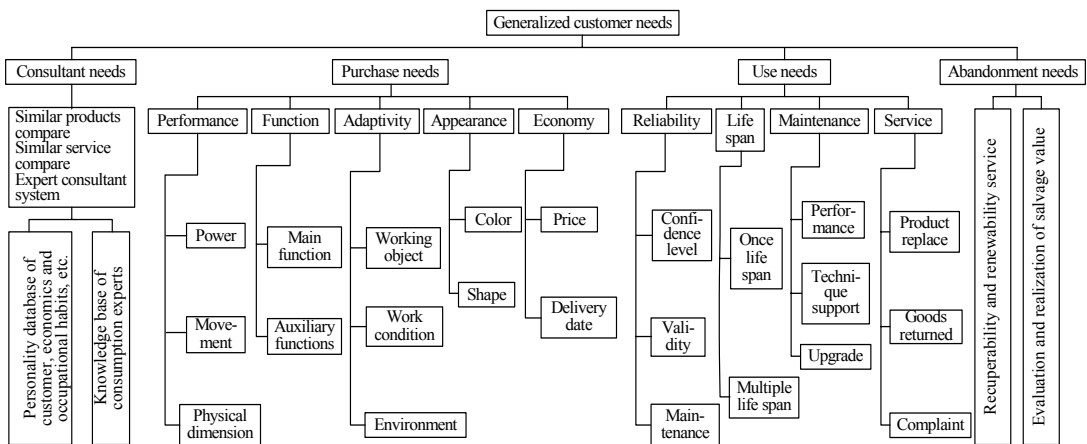 Generalized customer needs
Consultant needs
Purchase needs
Use needs
Abandonment needs
Similar products
compare
Similar service
compare
Expert consultant
system
Personality database of
customer, economics and
occupational habits, etc.
Knowledge base of
consumption experts
Performance
Power
Move-
ment
Physical
dimension
Function
Main
function
Auxiliary
functions
Adaptivity
Working
object
Work
condition
Environment
Appearance
Color
Shape
Economy
Price
Delivery
date
Reliability
Confi-
dence
level
Vali-
dity
Main-
tenance
Life
span
Once
life
span
Multiple
life span
Maintenance
Perfor-
mance
Techni-
que
support
Upgrade
Service
Product
replace
Goods
returned
Complaint
Recuperability and renewability service
Evaluation and realization of salvage value